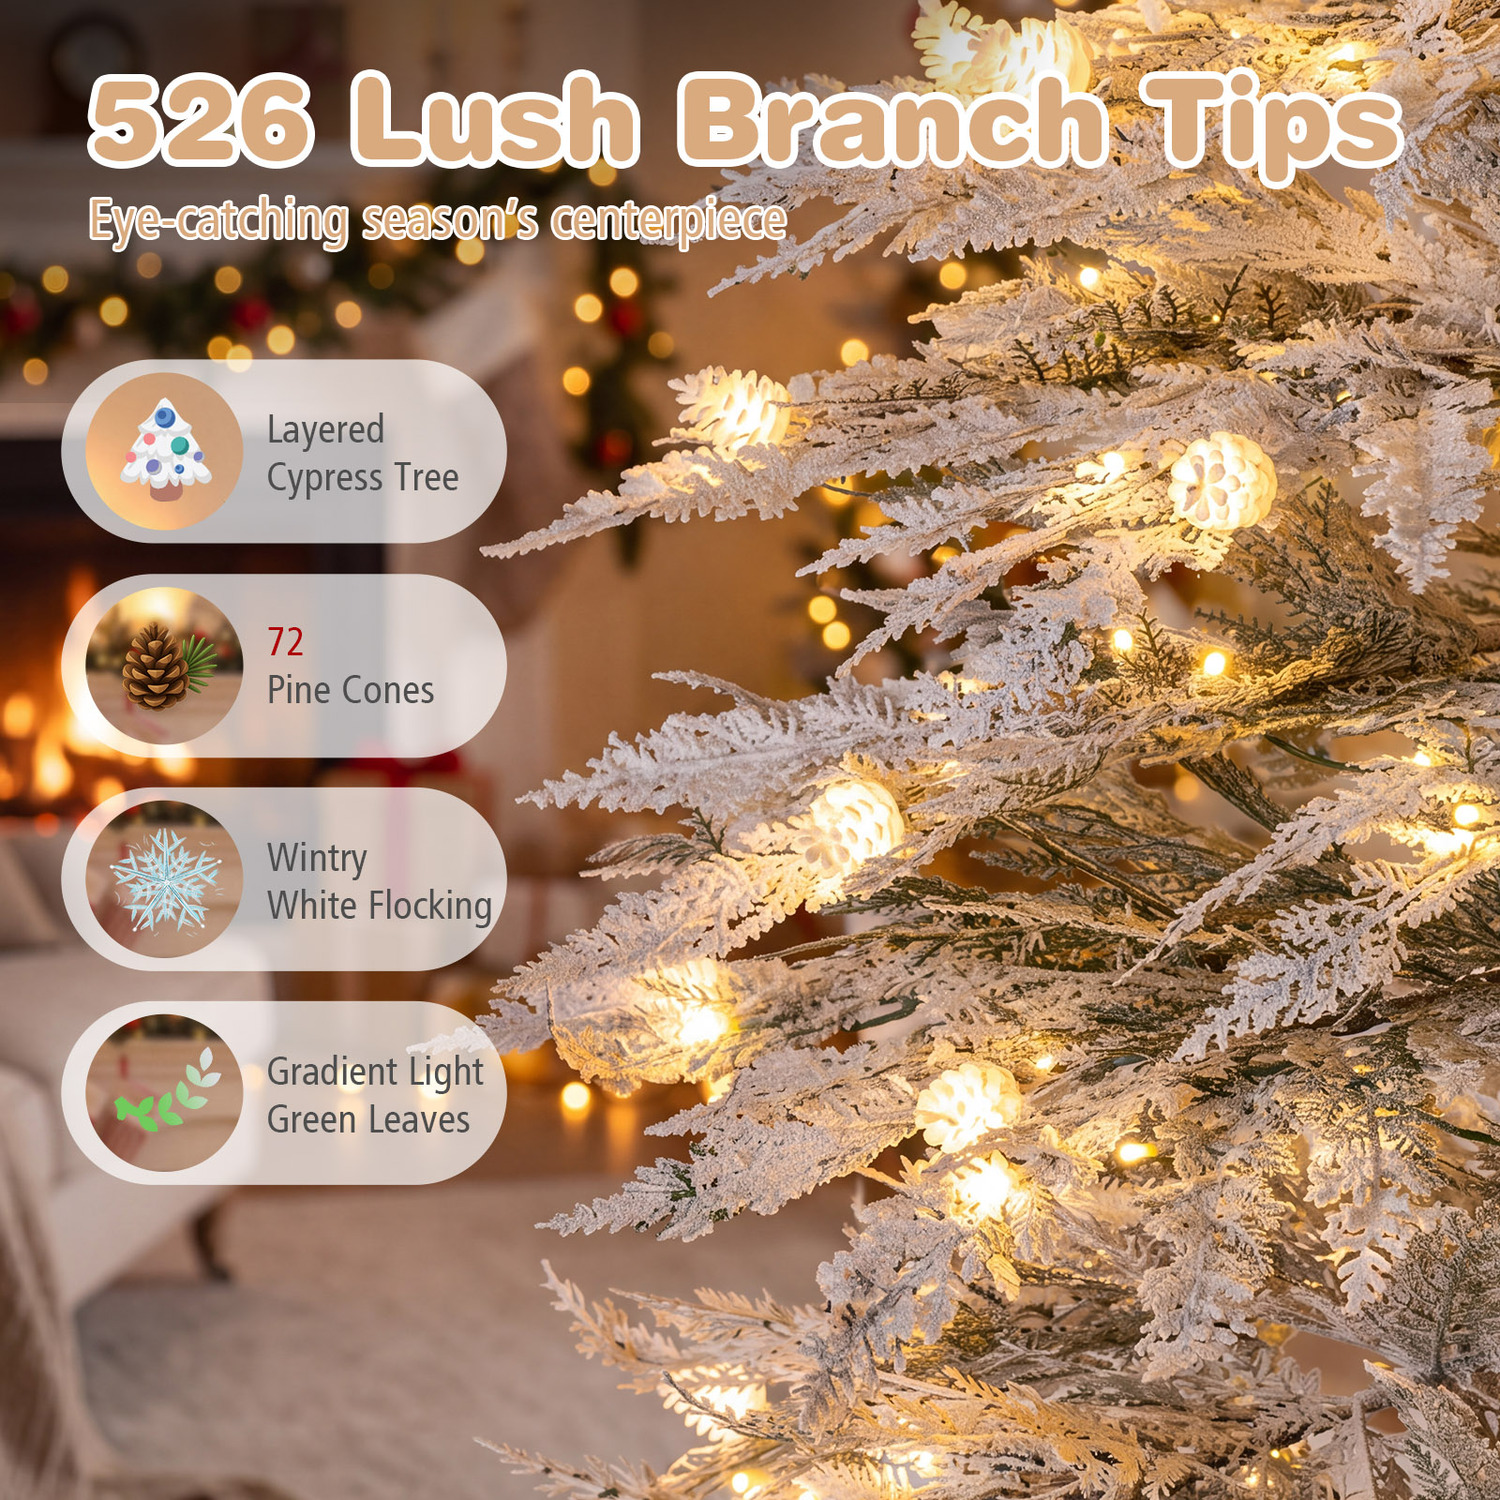 526 Lush Branch Tips
Eye-catching season's centerpiece
Layered
Cypress Tree
72
Pine Cones
Wintry
White Flocking
Gradient Light
Green Leaves